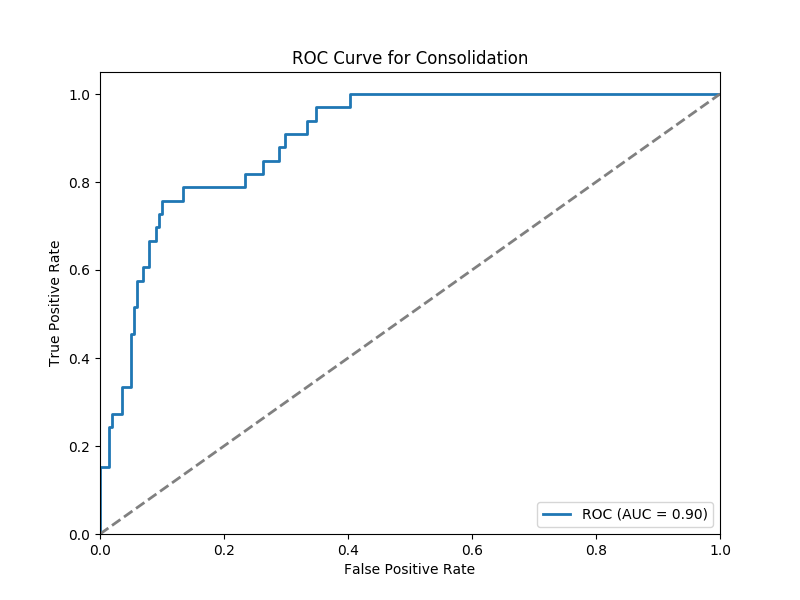 ROC Curve for Consolidation
True Positive Rate
1.0
0.8
0.6
0.4
0.2
0.0
0.0 0.2 0.4 0.6 0.8 1.0
False Positive Rate
ROC (AUC = 0.90)